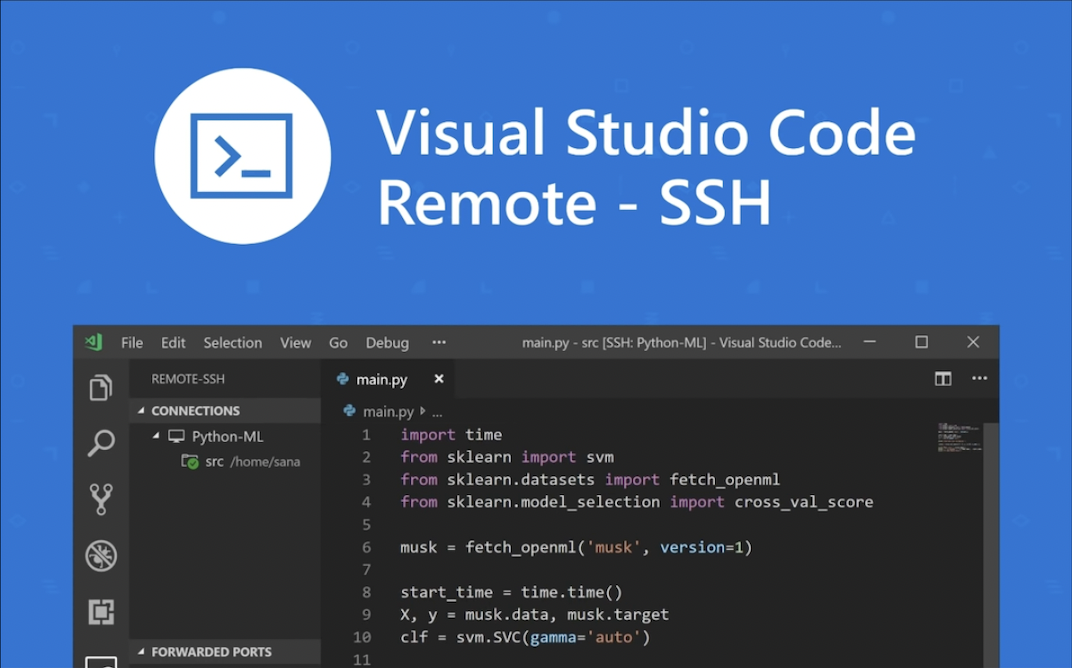 Visual Studio Code
Remote - SSH
File Edit Selection View Go Debug ··· main.py - src [SSH: Python-ML] - Visual Studio Code...
REMOTE-SSH
CONNECTIONS
Python-ML
src /home/sana
FORWARDED PORTS
main.py
main.py ...
1 import time
2 from sklearn import svm
3 from sklearn.datasets import fetch_openml
4 from sklearn.model_selection import cross_val_score
5
6 musk = fetch_openml('musk', version=1)
7
8 start_time = time.time()
9 X, y = musk.data, musk.target
10 clf = svm.SVC(gamma='auto')
11